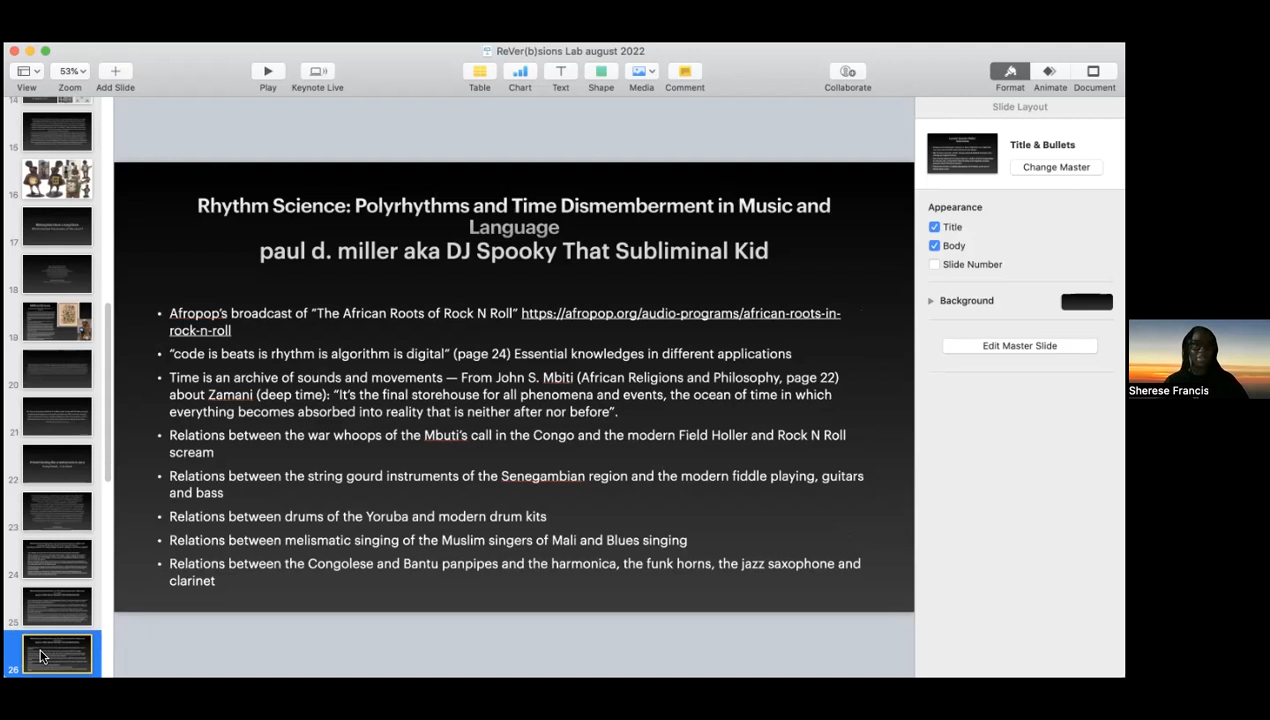 ReVer(b)sions Lab august 2022
53%
View
Zoom
Add Slide
Play
Keynote Live
Table
Chart
Text
Shape
Media
Comment
Collaborate
Format
Animate
Document
14
15
16
17
18
19
20
21
22
23
24
25
26
Rhythm Science: Polyrhythms and Time Dismemberment in Music and
Language
paul d. miller aka DJ Spooky That Subliminal Kid
• Afropop’s broadcast of “The African Roots of Rock N Roll” https://afropop.org/audio-programs/african-roots-in-
rock-n-roll
• “code is beats is rhythm is algorithm is digital” (page 24) Essential knowledges in different applications
• Time is an archive of sounds and movements — From John S. Mbiti (African Religions and Philosophy, page 22)
about Zamani (deep time): “It’s the final storehouse for all phenomena and events, the ocean of time in which
everything becomes absorbed into reality that is neither after nor before”.
• Relations between the war whoops of the Mbuti’s call in the Congo and the modern Field Holler and Rock N Roll
scream
• Relations between the string gourd instruments of the Senegambian region and the modern fiddle playing, guitars
and bass
• Relations between drums of the Yoruba and modern drum kits
• Relations between melismatic singing of the Muslim singers of Mali and Blues singing
• Relations between the Congolese and Bantu panpipes and the harmonica, the funk horns, the jazz saxophone and
clarinet
Slide Layout
Title & Bullets
Change Master
Appearance
Title
Body
Slide Number
Background
Edit Master Slide
Sherese Francis